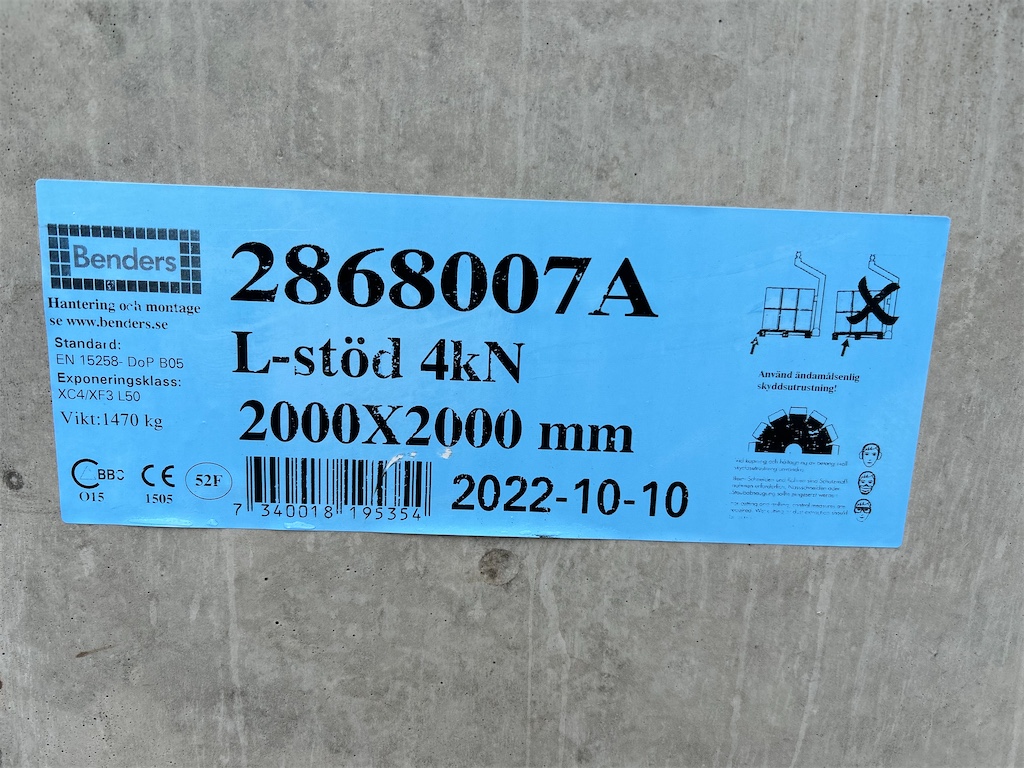 Benders
Hantering och montage
se www.benders.se
Standard:
EN 15258- DoP B05
Exponeringsklass:
XC4/XF3 L50
Vikt:1470 kg
BBC
O15
CE
1505
52F
2868007A
L-stöd 4kN
2000X2000 mm
7 340018 195354
2022-10-10
Använd ändamålsenlig
skyddsutrustning!